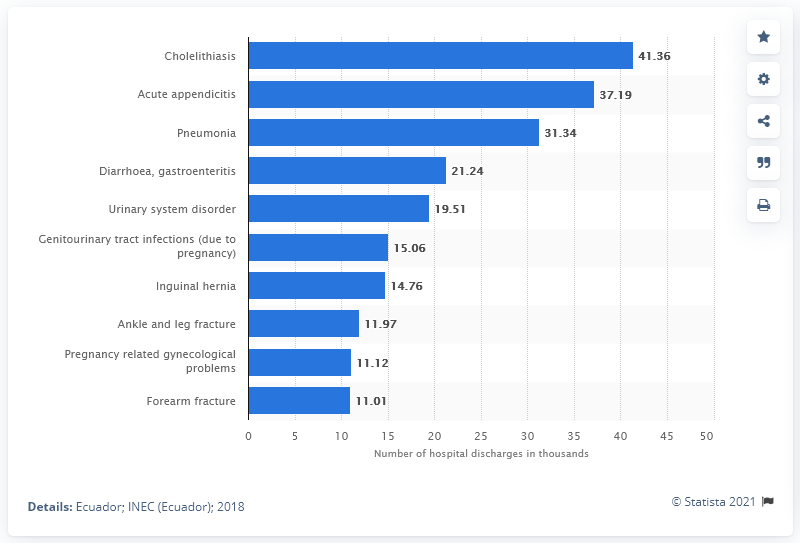 Cholelithiasis 41.36
Acute appendicitis 37.19
Pneumonia 31.34
Diarrhoea, gastroenteritis 21.24
Urinary system disorder 19.51
Genitourinary tract infections (due to
pregnancy) 15.06
Inguinal hernia 14.76
Ankle and leg fracture 11.97
Pregnancy related gynecological
problems 11.12
Forearm fracture 11.01
0 5 10 15 20 25 30 35 40 45 50
Number of hospital discharges in thousands
Details: Ecuador; INEC (Ecuador); 2018
© Statista 2021